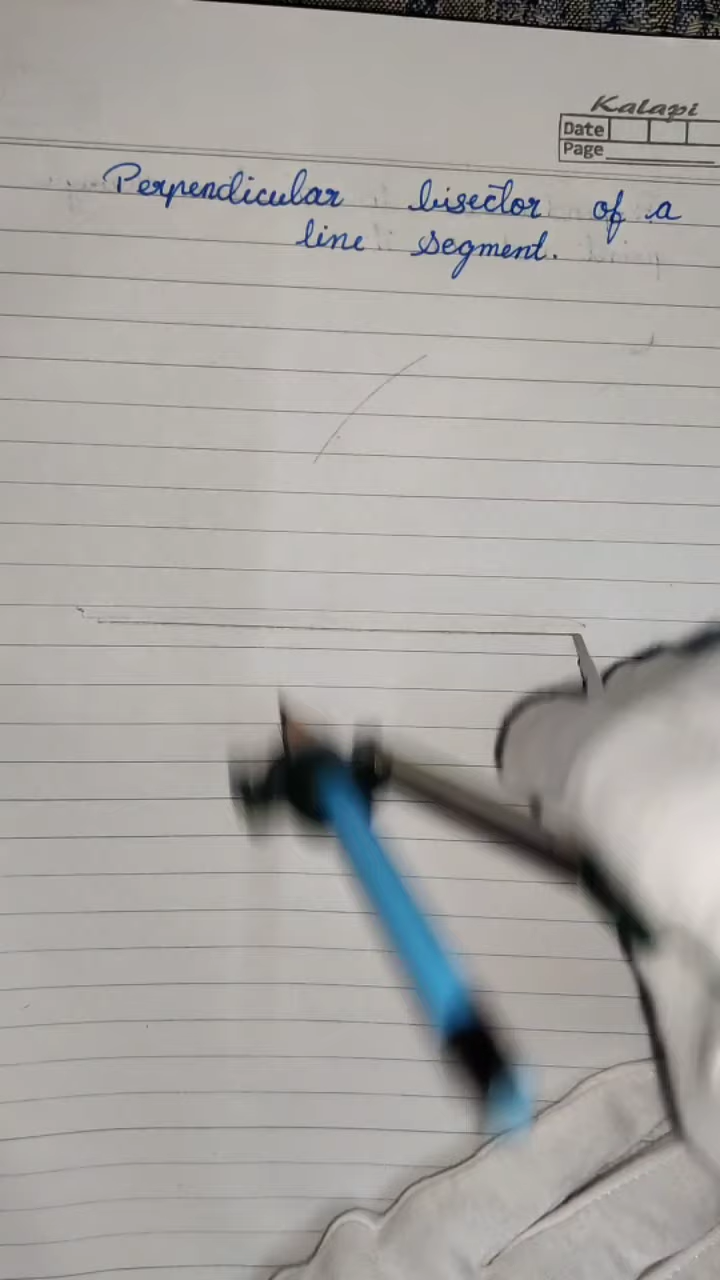 Kalapi
Date
Page
Perpendicular bisector of a
line segment.